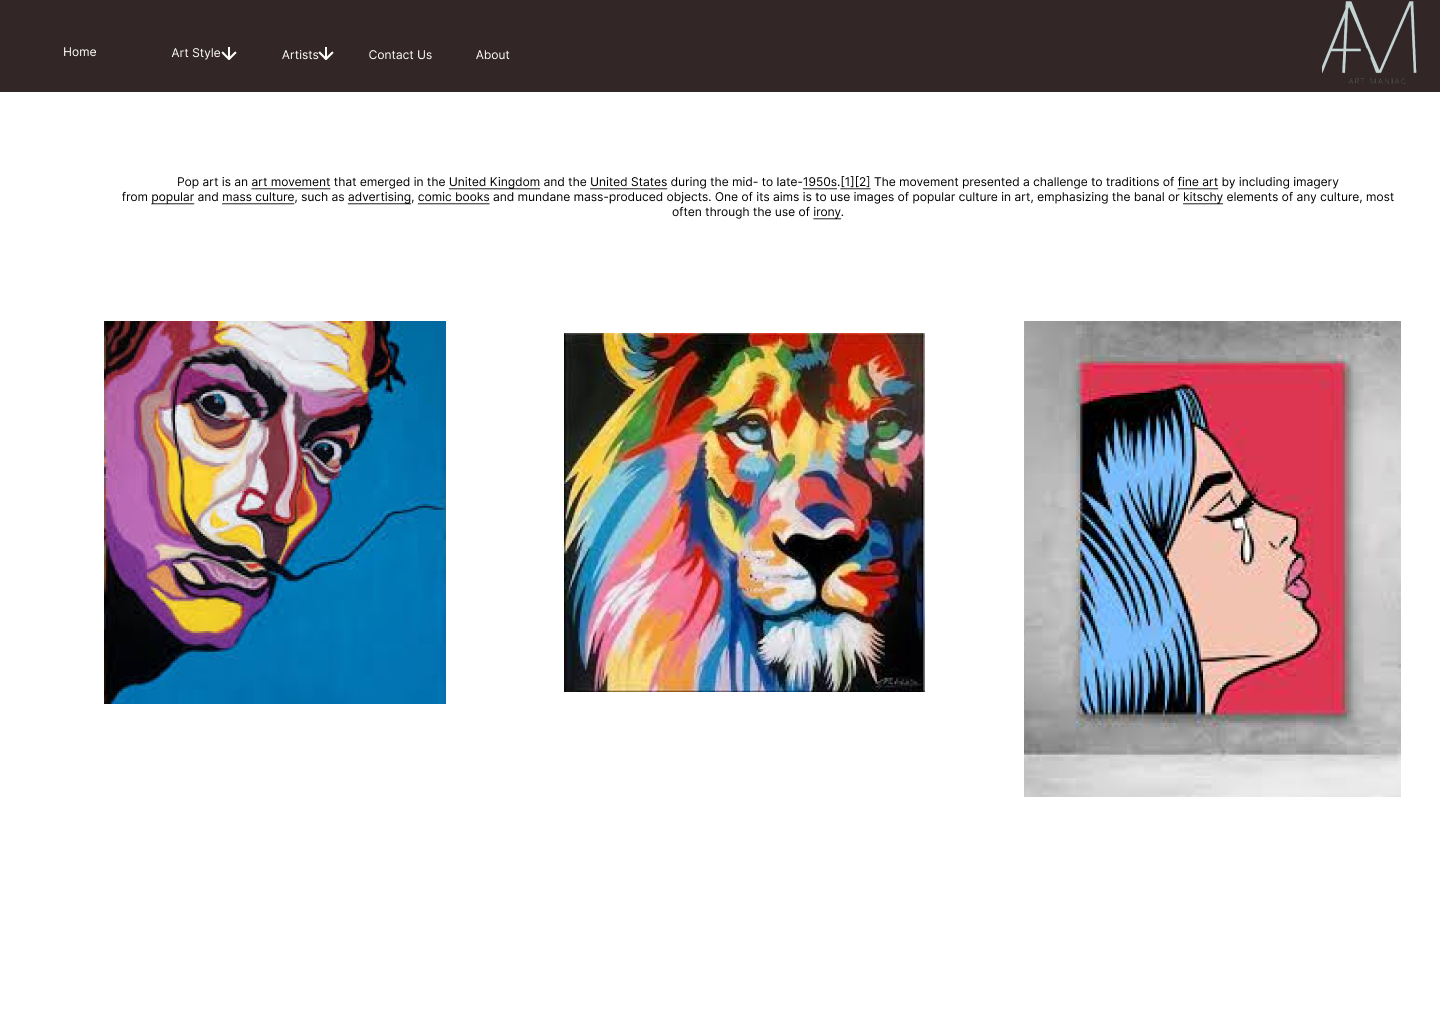 Home
Art Style
Artists
Contact Us
About
AM
ART MANIAC
Pop art is an art movement that emerged in the United Kingdom and the United States during the mid- to late-1950s.[1][2] The movement presented a challenge to traditions of fine art by including imagery
from popular and mass culture, such as advertising, comic books and mundane mass-produced objects. One of its aims is to use images of popular culture in art, emphasizing the banal or kitschy elements of any culture, most
often through the use of irony.